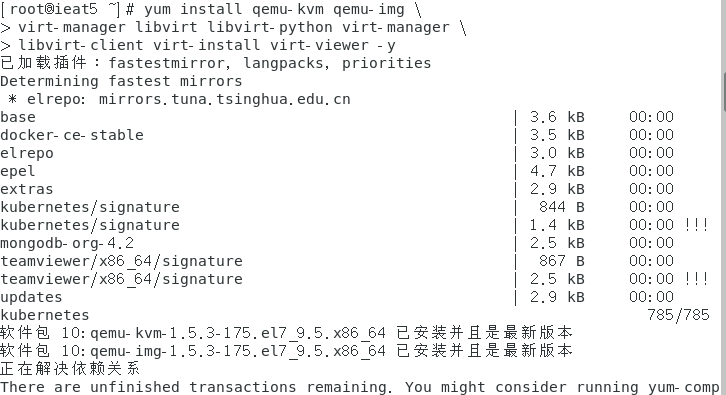 [root@ieat5 ~]# yum install qemu-kvm qemu-img \
> virt-manager libvirt libvirt-python virt-manager \
> libvirt-client virt-install virt-viewer -y
已加载插件：fastestmirror, langpacks, priorities
Determining fastest mirrors
 * elrepo: mirrors.tuna.tsinghua.edu.cn
base | 3.6 kB 00:00
docker-ce-stable | 3.5 kB 00:00
elrepo | 3.0 kB 00:00
epel | 4.7 kB 00:00
extras | 2.9 kB 00:00
kubernetes/signature | 844 B 00:00
kubernetes/signature | 1.4 kB 00:00 !!!
mongodb-org-4.2 | 2.5 kB 00:00
teamviewer/x86_64/signature | 867 B 00:00
teamviewer/x86_64/signature | 2.5 kB 00:00 !!!
updates | 2.9 kB 00:00
kubernetes 785/785
软件包 10:qemu-kvm-1.5.3-175.el7_9.5.x86_64 已安装并且是最新版本
软件包 10:qemu-img-1.5.3-175.el7_9.5.x86_64 已安装并且是最新版本
正在解决依赖关系
There are unfinished transactions remaining. You might consider running yum-comp